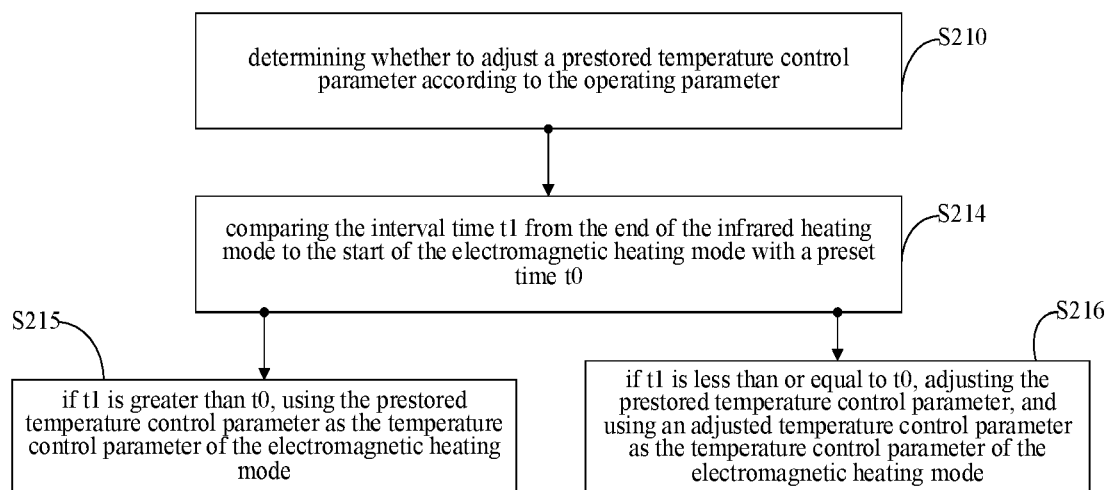 determining whether to adjust a prestored temperature control
parameter according to the operating parameter
S210
comparing the interval time t1 from the end of the infrared heating
mode to the start of the electromagnetic heating mode with a preset
time t0
S214
S215
if t1 is greater than t0, using the prestored
temperature control parameter as the temperature
control parameter of the electromagnetic heating
mode
S216
if t1 is less than or equal to t0, adjusting the
prestored temperature control parameter, and
using an adjusted temperature control parameter
as the temperature control parameter of the
electromagnetic heating mode